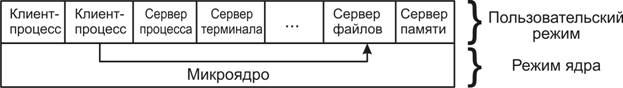 Клиент-
процесс
Клиент-
процесс
Сервер
процесса
Сервер
терминала
...
Сервер
файлов
Сервер
памяти
Пользовательский
режим
Микроядро
Режим ядра